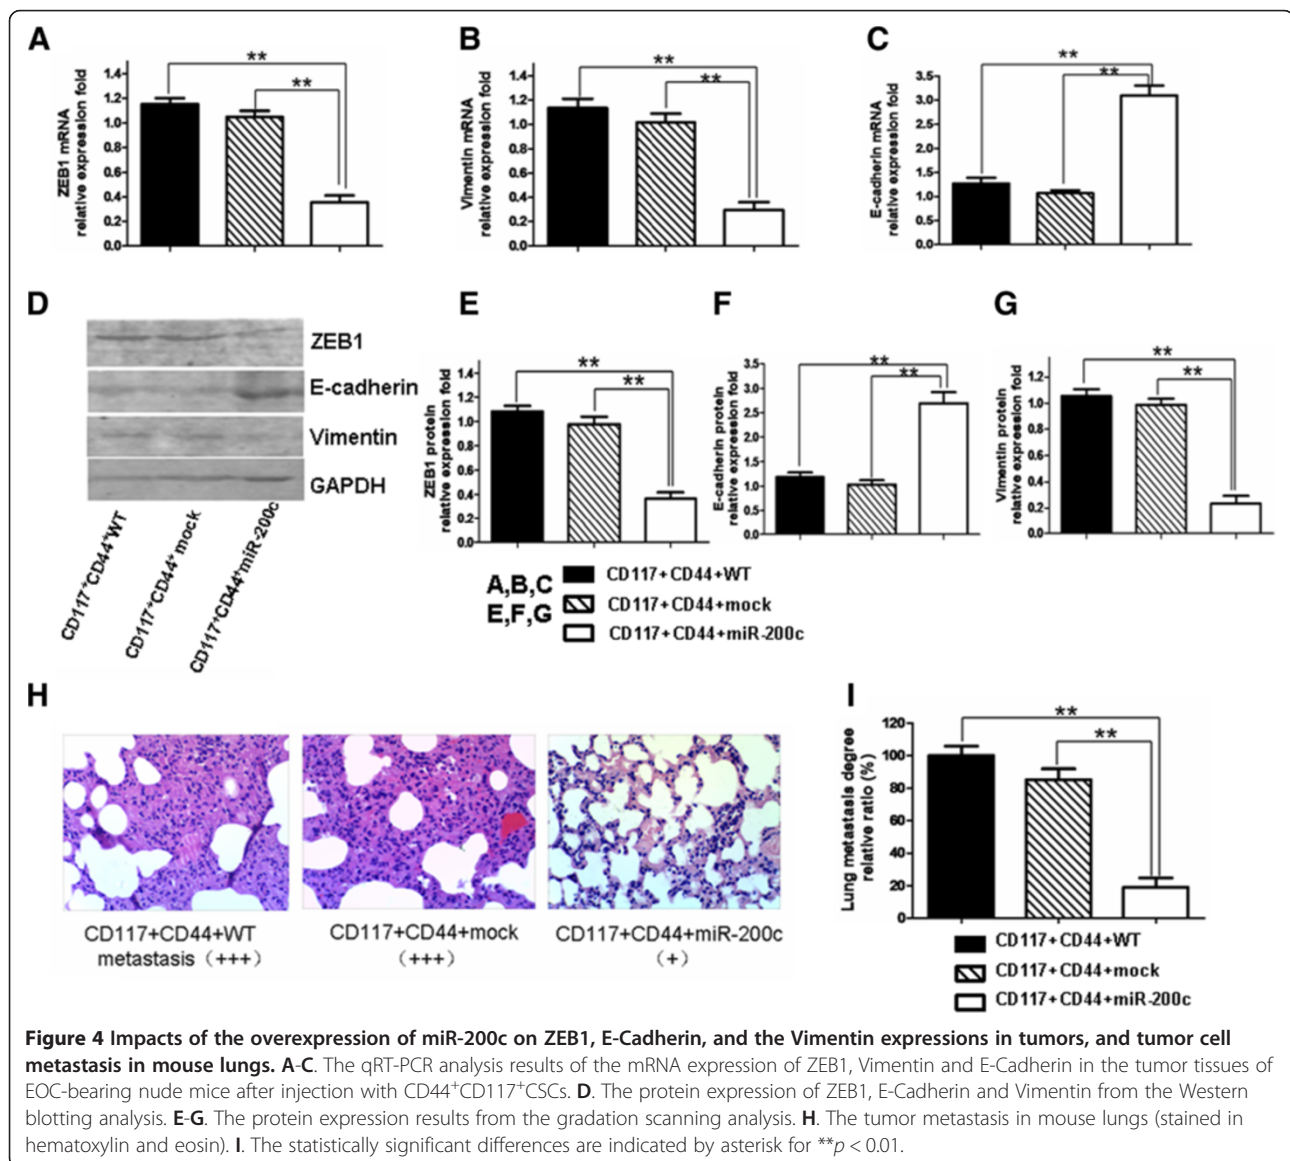 A
ZEB1 mRNA
relative expression fold
1.4
1.2
1.0
0.8
0.6
0.4
0.2
0.0
**
**
B
Vimentin mRNA
relative expression fold
1.4
1.2
1.0
0.8
0.6
0.4
0.2
0.0
**
**
C
E-cadherin mRNA
relative expression fold
3.5
3.0
2.5
2.0
1.5
1.0
0.5
0.0
**
**
D
ZEB1
E-cadherin
Vimentin
GAPDH
CD117⁺CD44⁺WT
CD117⁺CD44⁺mock
CD117⁺CD44⁺miR-200c
E
ZEB1 protein
relative expression fold
1.4
1.2
1.0
0.8
0.6
0.4
0.2
0.0
**
**
F
E-cadherin protein
relative expression fold
3.5
3.0
2.5
2.0
1.5
1.0
0.5
0.0
**
**
G
Vimentin protein
relative expression fold
1.2
1.0
0.8
0.6
0.4
0.2
0.0
**
**
A,B,C
E,F,G
CD117+CD44+WT
CD117+CD44+mock
CD117+CD44+miR-200c
H
CD117+CD44+WT
metastasis (+++)
CD117+CD44+mock
(+++)
CD117+CD44+miR-200c
(+)
I
Lung metastasis degree
relative ratio (%)
120
100
80
60
40
20
0
**
**
CD117+CD44+WT
CD117+CD44+mock
CD117+CD44+miR-200c
Figure 4 Impacts of the overexpression of miR-200c on ZEB1, E-Cadherin, and the Vimentin expressions in tumors, and tumor cell
metastasis in mouse lungs. A-C. The qRT-PCR analysis results of the mRNA expression of ZEB1, Vimentin and E-Cadherin in the tumor tissues of
EOC-bearing nude mice after injection with CD44⁺CD117⁺CSCs. D. The protein expression of ZEB1, E-Cadherin and Vimentin from the Western
blotting analysis. E-G. The protein expression results from the gradation scanning analysis. H. The tumor metastasis in mouse lungs (stained in
hematoxylin and eosin). I. The statistically significant differences are indicated by asterisk for **p < 0.01.